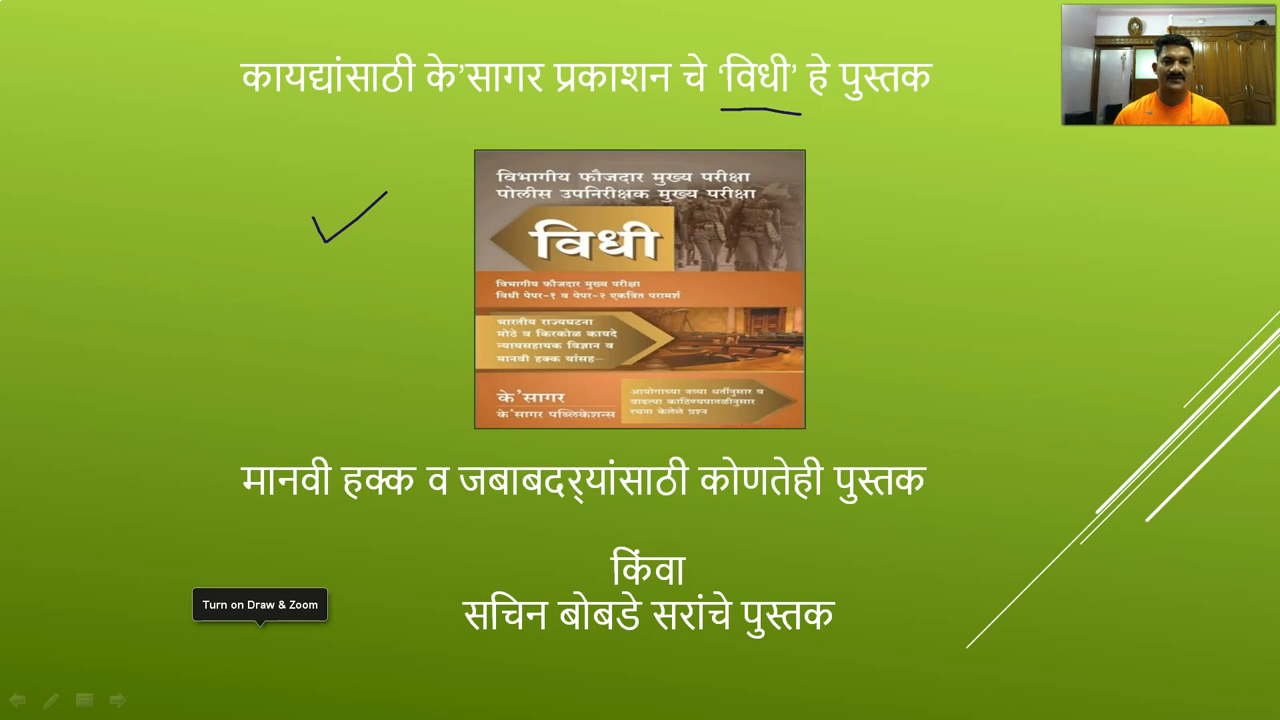 कायद्यांसाठी के'सागर प्रकाशन चे 'विधी' हे पुस्तक
विभागीय फौजदार मुख्य परीक्षा
पोलीस उपनिरीक्षक मुख्य परीक्षा
विधी
विभागीय फौजदार मुख्य परीक्षा
विधी पेपर-१ व पेपर-२ एकत्रित परामर्श
भारतीय राज्यघटना
मोठे व किरकोळ कायदे
न्यायसहायक विज्ञान व
मानवी हक्क यांसह—
के'सागर
के'सागर पब्लिकेशन्स
आयोगाच्या नव्या धर्तीनुसार व
वाढत्या काठिण्यपातळीनुसार
रचना केलेले प्रश्न
मानवी हक्क व जबाबदऱ्यांसाठी कोणतेही पुस्तक
किंवा
सचिन बोबडे सरांचे पुस्तक
Turn on Draw & Zoom